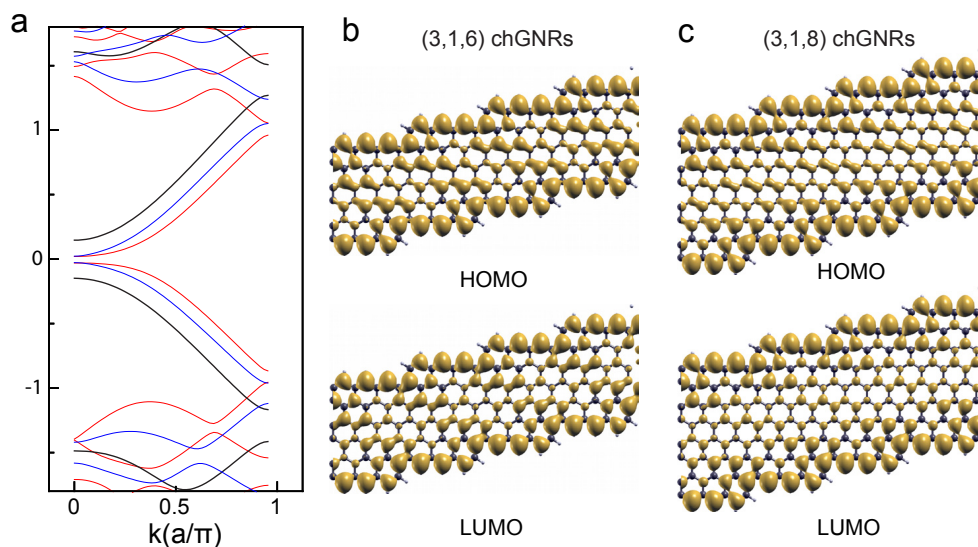 a
1
0
-1
0
0.5
1
k(a/π)
b
(3,1,6) chGNRs
HOMO
LUMO
c
(3,1,8) chGNRs
HOMO
LUMO